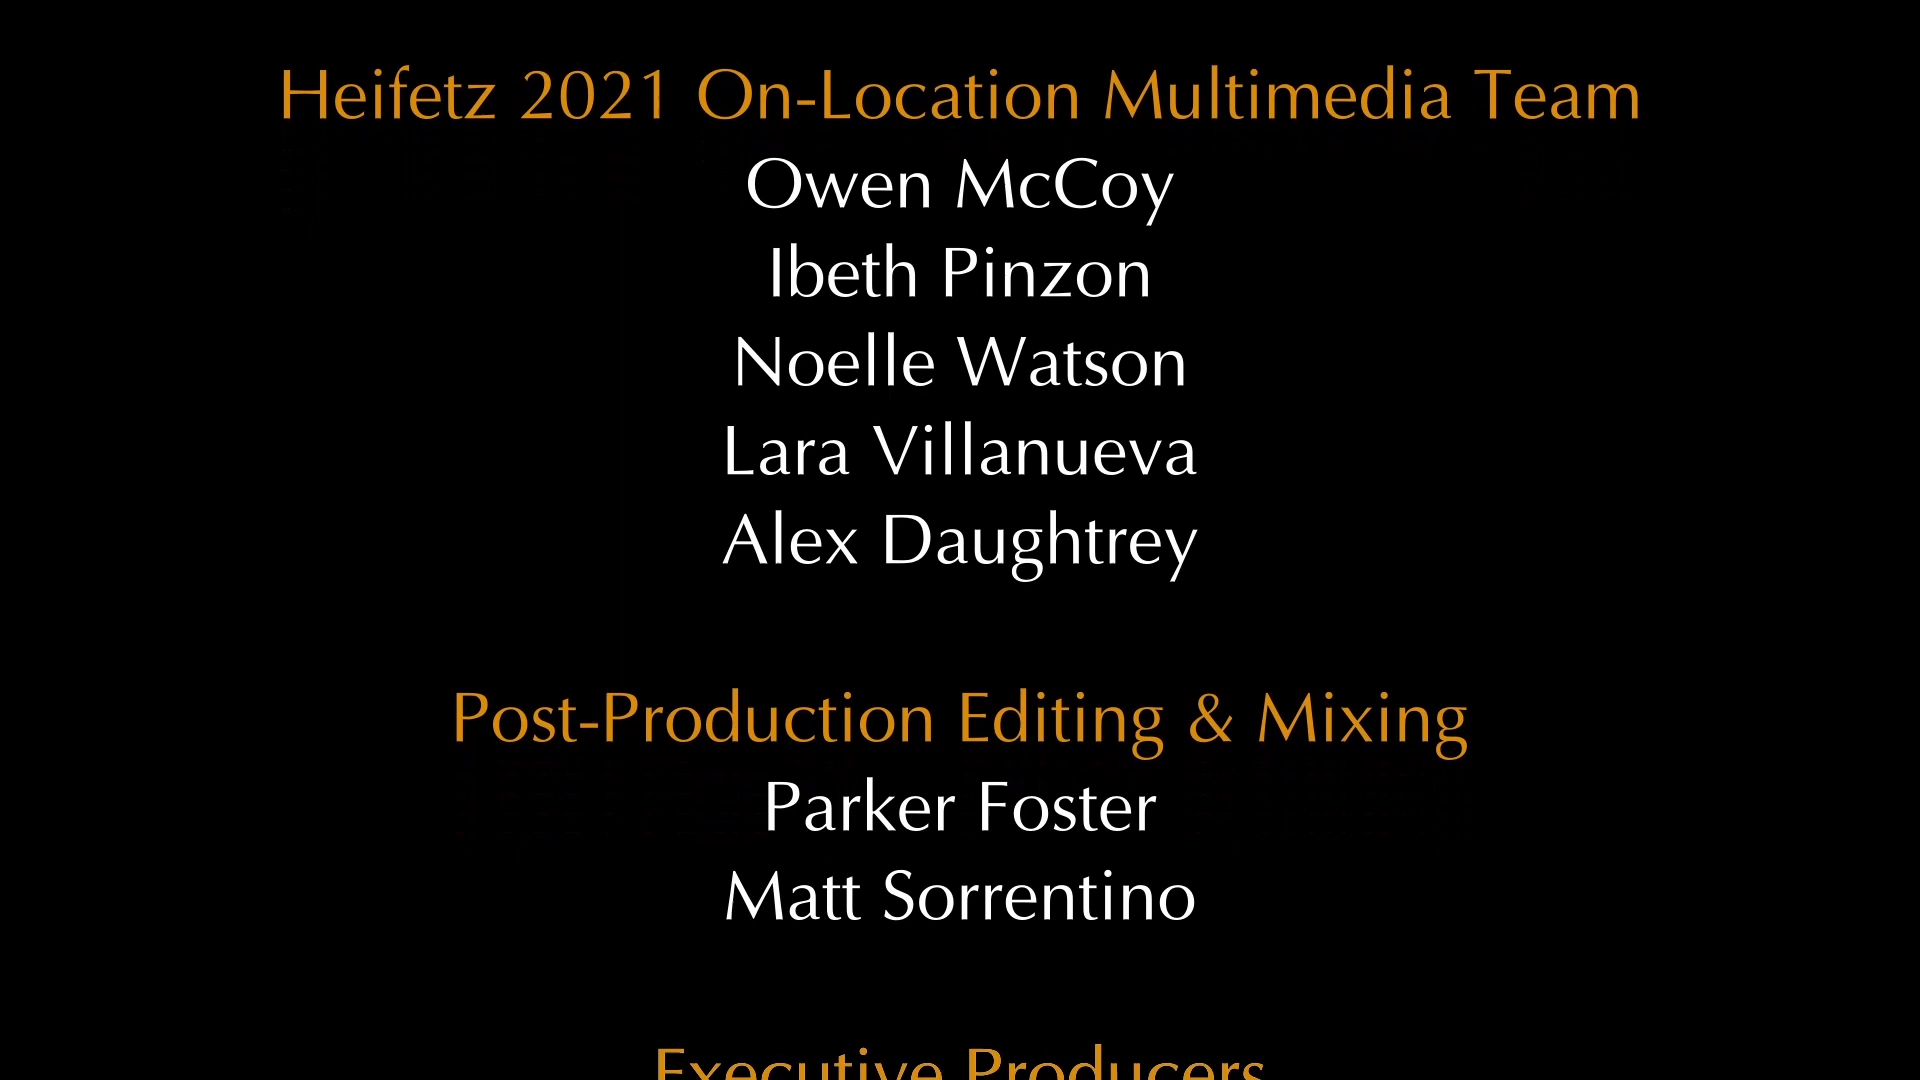 Heifetz 2021 On-Location Multimedia Team
Owen McCoy
Ibeth Pinzon
Noelle Watson
Lara Villanueva
Alex Daughtrey
Post-Production Editing & Mixing
Parker Foster
Matt Sorrentino
Executive Producers